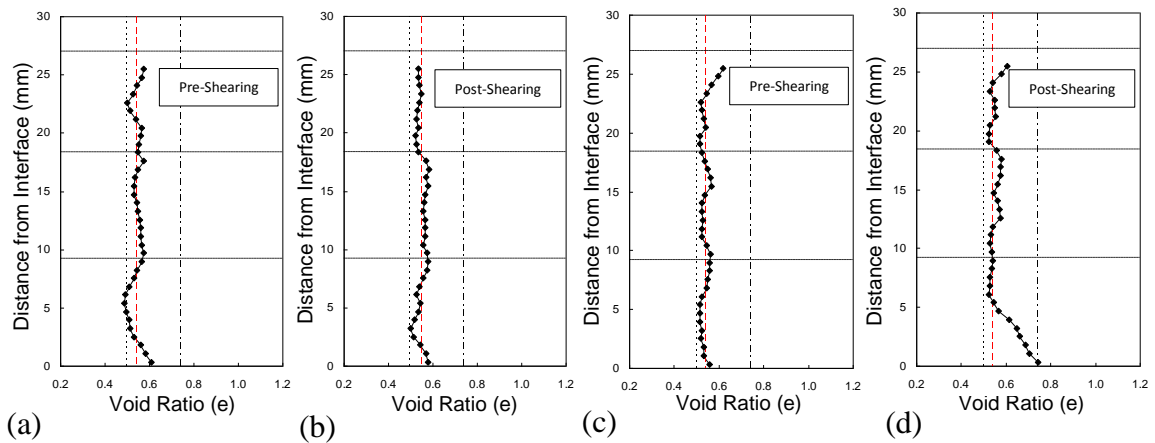 Distance from Interface (mm)
30
25
20
15
10
5
0
Pre-Shearing
0.2 0.4 0.6 0.8 1.0 1.2
Void Ratio (e)
(a)
Distance from Interface (mm)
30
25
20
15
10
5
0
Post-Shearing
0.2 0.4 0.6 0.8 1.0 1.2
Void Ratio (e)
(b)
Distance from Interface (mm)
30
25
20
15
10
5
0
Pre-Shearing
0.2 0.4 0.6 0.8 1.0 1.2
Void Ratio (e)
(c)
Distance from Interface (mm)
30
25
20
15
10
5
0
Post-Shearing
0.2 0.4 0.6 0.8 1.0 1.2
Void Ratio (e)
(d)